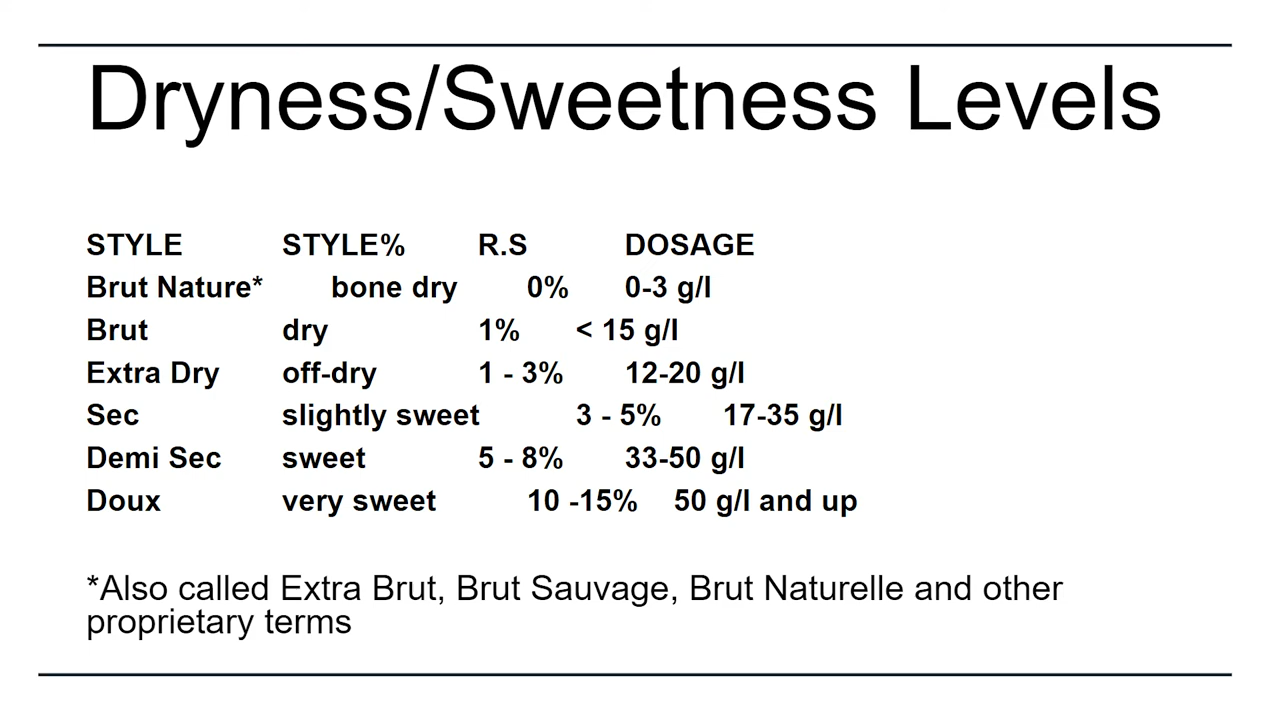 Dryness/Sweetness Levels
STYLE STYLE% R.S DOSAGE
Brut Nature* bone dry 0% 0-3 g/l
Brut dry 1% < 15 g/l
Extra Dry off-dry 1 - 3% 12-20 g/l
Sec slightly sweet 3 - 5% 17-35 g/l
Demi Sec sweet 5 - 8% 33-50 g/l
Doux very sweet 10 -15% 50 g/l and up
*Also called Extra Brut, Brut Sauvage, Brut Naturelle and other
proprietary terms